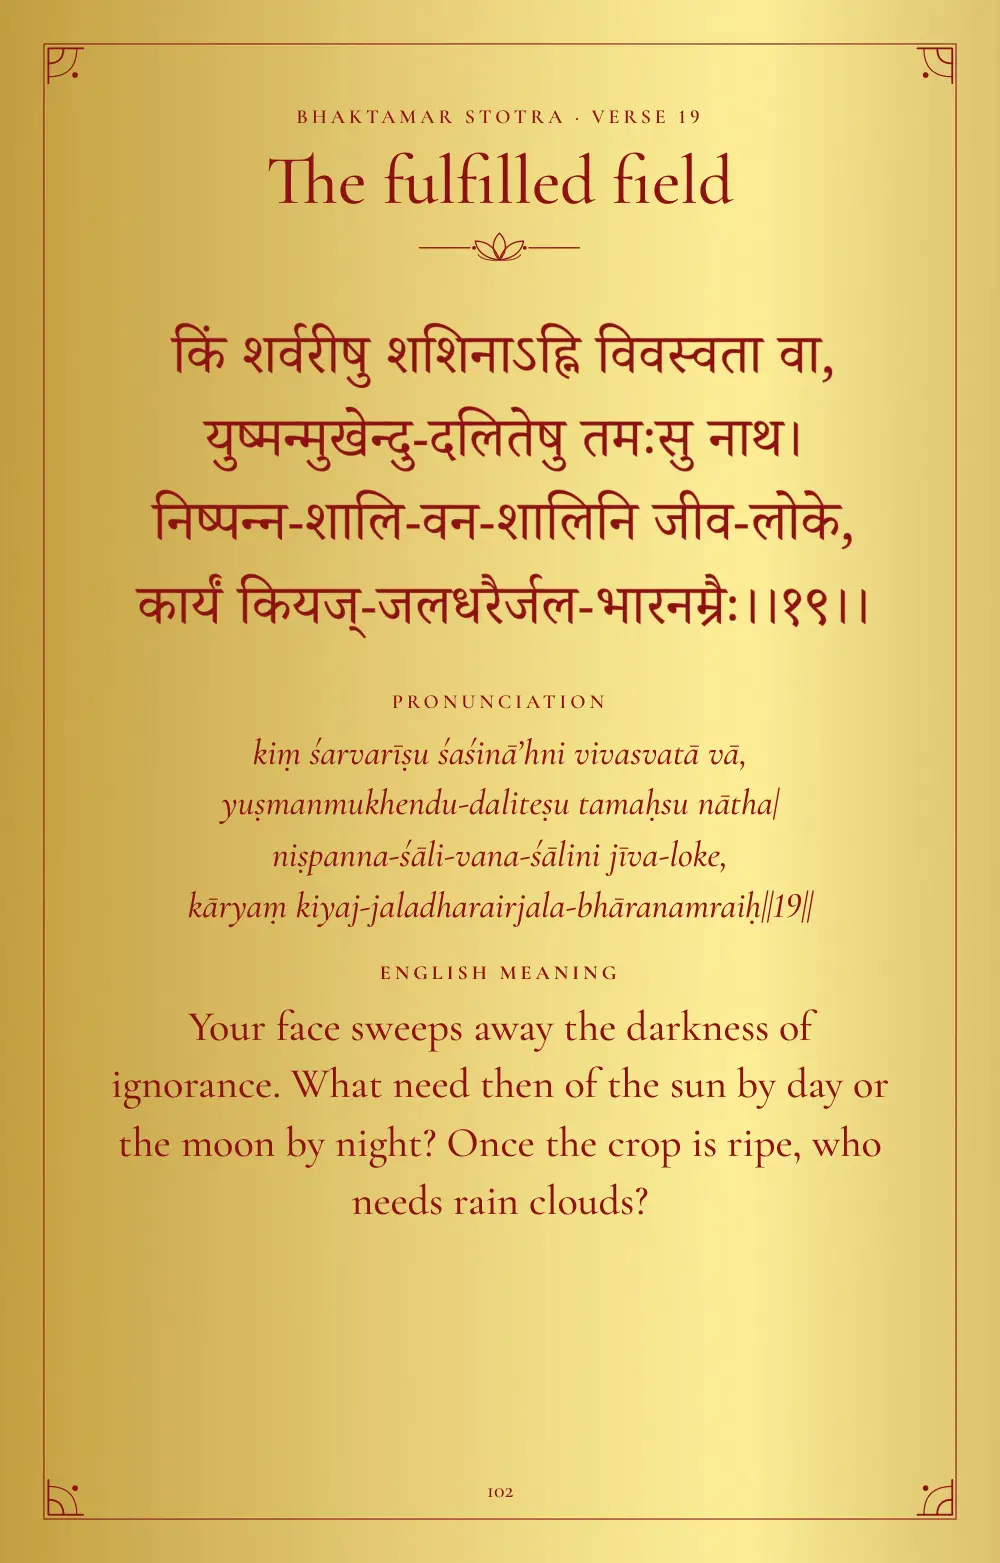 BHAKTAMAR STOTRA · VERSE 19
The fulfilled field
किं शर्वरीषु शशिनाऽह्नि विवस्वता वा,
युष्मन्मुखेन्दु-दलितेषु तमःसु नाथ।
निष्पन्न-शालि-वन-शालिनि जीव-लोके,
कार्यं कियज्-जलधरैर्जल-भारनम्रैः।।१९।।
PRONUNCIATION
kiṃ śarvarīṣu śaśinā’hni vivasvatā vā,
yuṣmanmukhendu-daliteṣu tamaḥsu nātha|
niṣpanna-śāli-vana-śālini jīva-loke,
kāryaṃ kiyaj-jaladharairjala-bhāranamraiḥ||19||
ENGLISH MEANING
Your face sweeps away the darkness of
ignorance. What need then of the sun by day or
the moon by night? Once the crop is ripe, who
needs rain clouds?
102